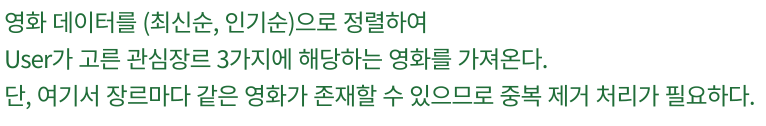 영화 데이터를 (최신순, 인기순)으로 정렬하여
User가 고른 관심장르 3가지에 해당하는 영화를 가져온다.
단, 여기서 장르마다 같은 영화가 존재할 수 있으므로 중복 제거 처리가 필요하다.